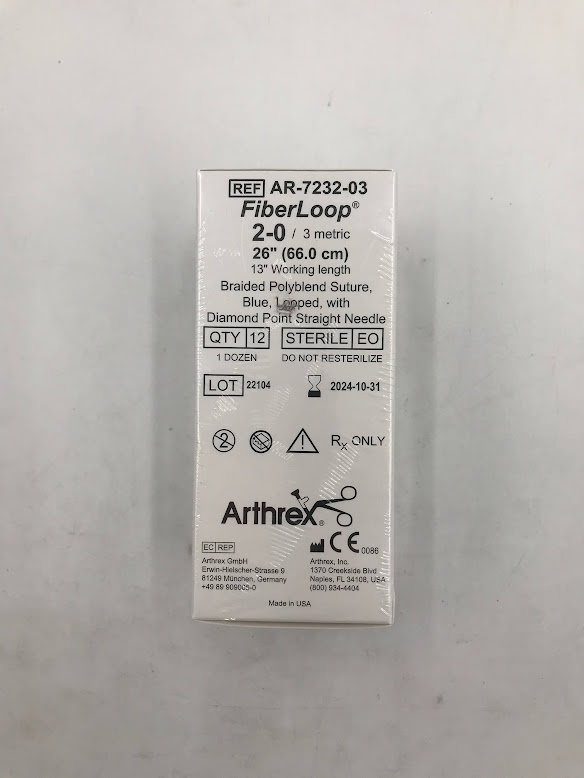 REF AR-7232-03
FiberLoop®
2-0 / 3 metric
26" (66.0 cm)
13" Working length
Braided Polyblend Suture,
Blue, Looped, with
Diamond Point Straight Needle
QTY 12 STERILE EO
1 DOZEN DO NOT RESTERILIZE
LOT 22104 2024-10-31
2 Rx ONLY
Arthrex®
EC REP
Arthrex GmbH
Erwin-Hielscher-Strasse 9
81249 München, Germany
+49 89 909005-0
CE 0086
Arthrex, Inc.
1370 Creekside Blvd
Naples, FL 34108, USA
(800) 934-4404
Made in USA